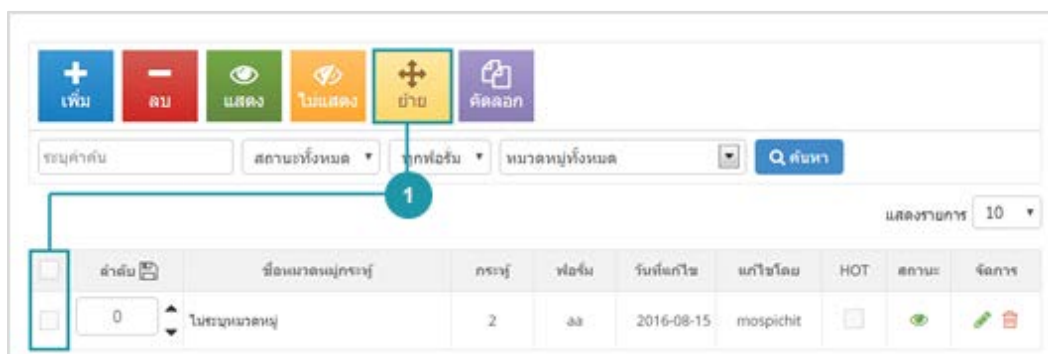 เพิ่ม ลบ แสดง ไม่แสดง ย้าย คัดลอก
ระบุคำค้น สถานะทั้งหมด ทุกฟอร์ม หมวดหมู่ทั้งหมด ค้นหา
1
แสดงรายการ 10
ลำดับ ชื่อหมวดหมู่กระทู้ กระทู้ ฟอร์ม วันที่แก้ไข แก้ไขโดย HOT สถานะ จัดการ
0 ไม่ระบุหมวดหมู่ 2 aa 2016-08-15 mospichit